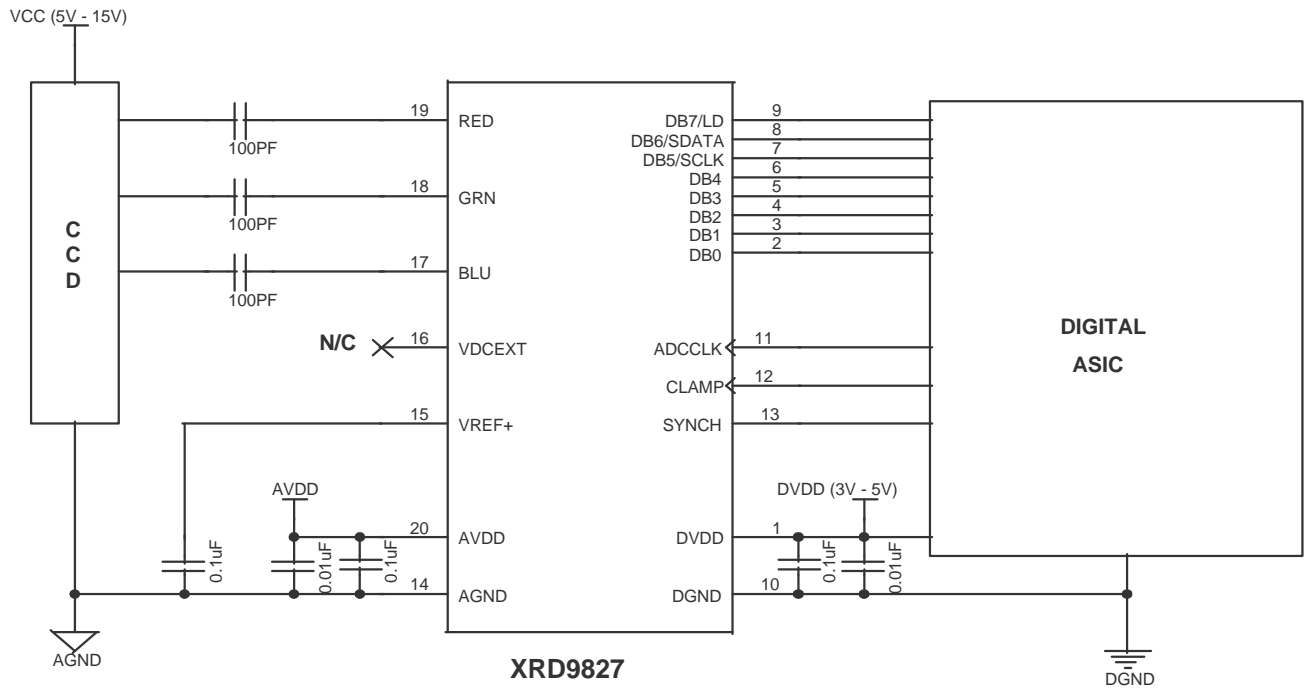 VCC (5V - 15V)
C
C
D
100PF
100PF
100PF
N/C
19
RED
18
GRN
17
BLU
16
VDCEXT
15
VREF+
20
AVDD
14
AGND
AVDD
0.1uF
0.01uF
0.1uF
AGND
XRD9827
DB7/LD
9
DB6/SDATA
8
DB5/SCLK
7
DB4
6
DB3
5
DB2
4
DB1
3
DB0
2
ADCCLK
11
CLAMP
12
SYNCH
13
DVDD (3V - 5V)
DVDD
1
0.1uF
0.01uF
DGND
10
DIGITAL
ASIC
DGND